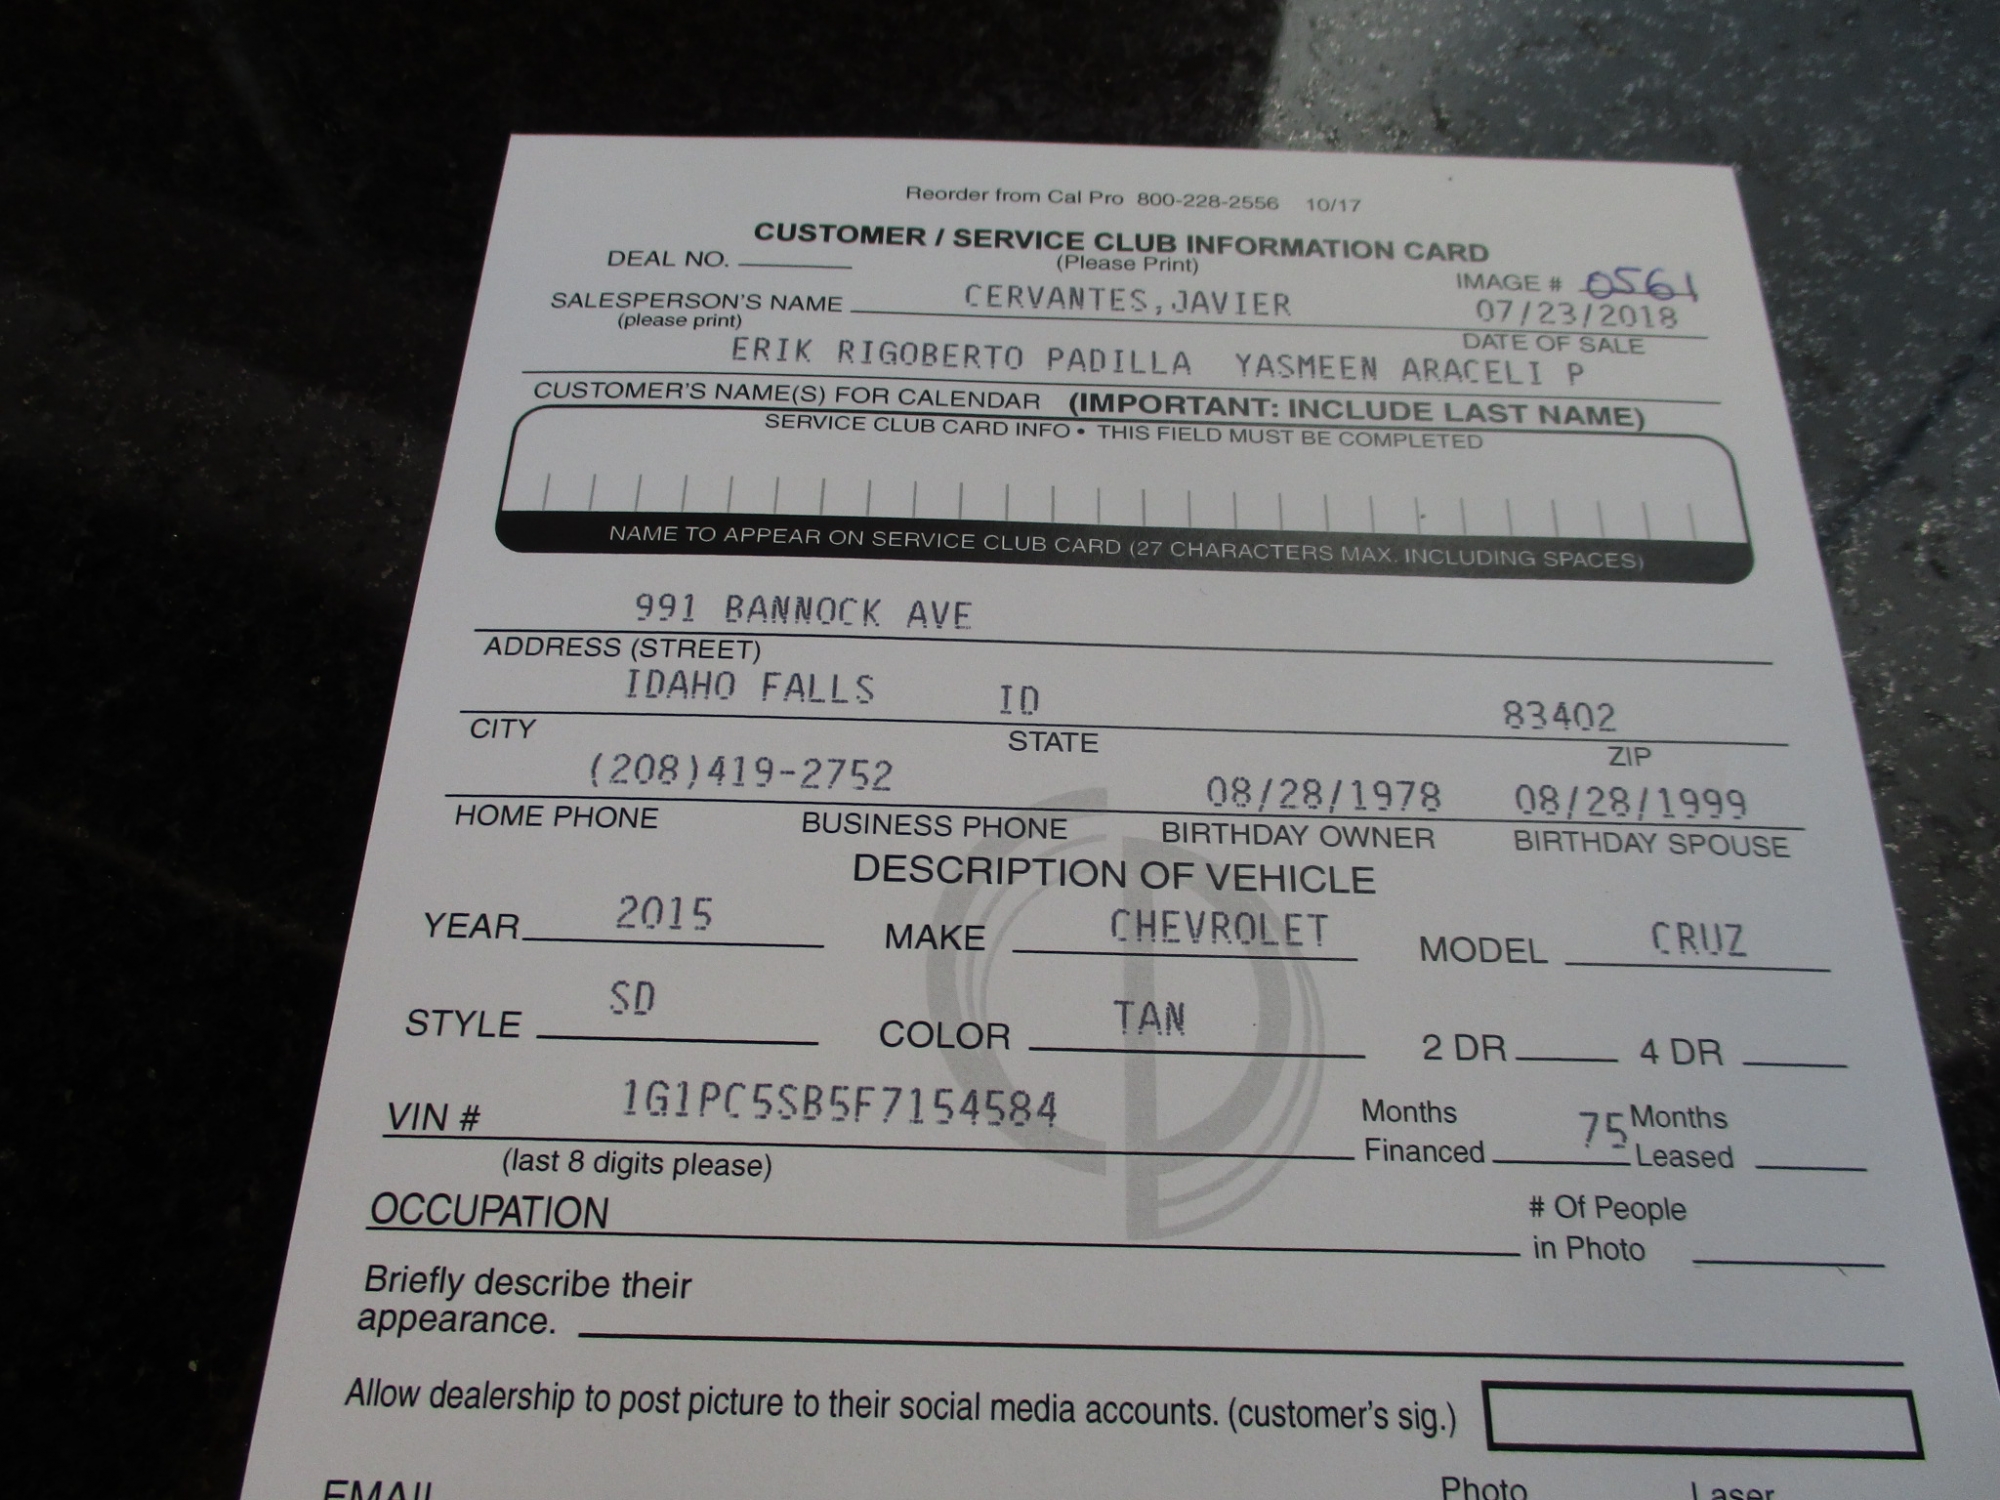 Reorder from Cal Pro 800-228-2556 10/17
CUSTOMER / SERVICE CLUB INFORMATION CARD
DEAL NO. (Please Print) IMAGE # 0561
SALESPERSON'S NAME CERVANTES,JAVIER 07/23/2018
(please print) DATE OF SALE
ERIK RIGOBERTO PADILLA YASMEEN ARACELI P
CUSTOMER'S NAME(S) FOR CALENDAR (IMPORTANT: INCLUDE LAST NAME)
SERVICE CLUB CARD INFO • THIS FIELD MUST BE COMPLETED
NAME TO APPEAR ON SERVICE CLUB CARD (27 CHARACTERS MAX. INCLUDING SPACES)
991 BANNOCK AVE
ADDRESS (STREET)
IDAHO FALLS ID 83402
CITY STATE ZIP
(208)419-2752 08/28/1978 08/28/1999
HOME PHONE BUSINESS PHONE BIRTHDAY OWNER BIRTHDAY SPOUSE
DESCRIPTION OF VEHICLE
YEAR 2015 MAKE CHEVROLET MODEL CRUZ
STYLE SD COLOR TAN 2 DR 4 DR
VIN # 1G1PC5SB5F7154584 Months Financed 75 Months Leased
(last 8 digits please)
OCCUPATION # Of People in Photo
Briefly describe their
appearance.
Allow dealership to post picture to their social media accounts. (customer's sig.)
EMAIL Photo Laser